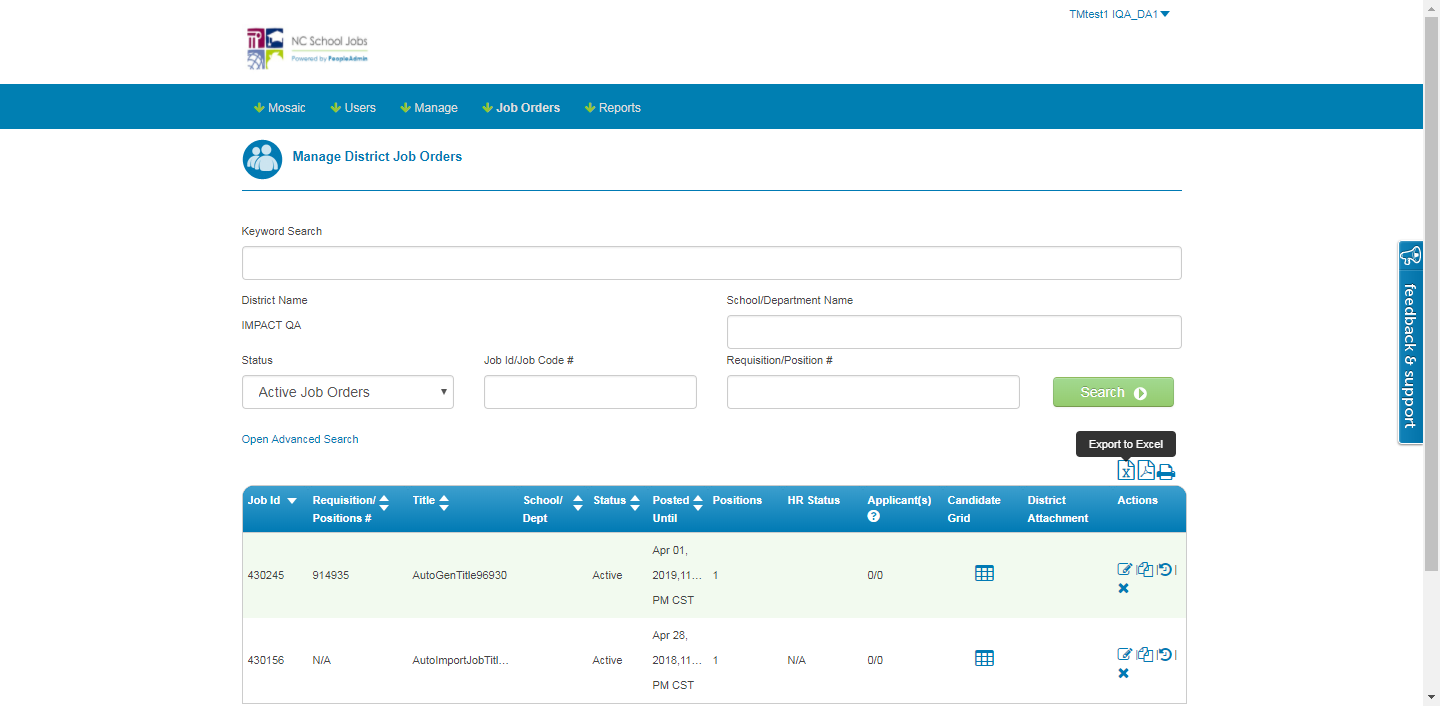 TMtest1 IQA_DA1
NC School Jobs
Powered by PeopleAdmin
Mosaic Users Manage Job Orders Reports
Manage District Job Orders
Keyword Search
District Name School/Department Name
IMPACT QA
Status Job Id/Job Code # Requisition/Position #
Active Job Orders Search
Open Advanced Search
Export to Excel
Job Id Requisition/ Positions # Title School/ Dept Status Posted Until Positions HR Status Applicant(s) Candidate Grid District Attachment Actions
Apr 01,
430245 914935 AutoGenTitle96930 Active 2019,11... 1 0/0
PM CST
Apr 28,
430156 N/A AutoImportJobTitl... Active 2018,11... 1 N/A 0/0
PM CST
feedback & support